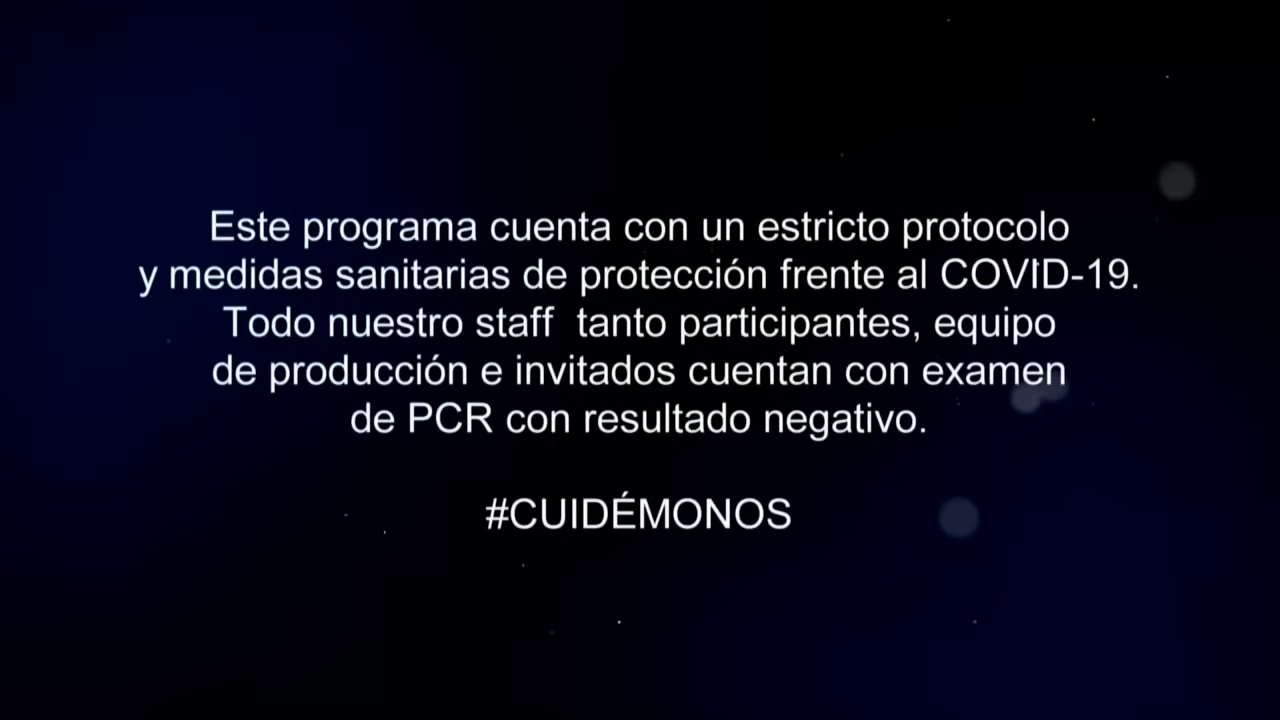 Este programa cuenta con un estricto protocolo
y medidas sanitarias de protección frente al COVID-19.
Todo nuestro staff  tanto participantes, equipo
de producción e invitados cuentan con examen
de PCR con resultado negativo.
#CUIDÉMONOS